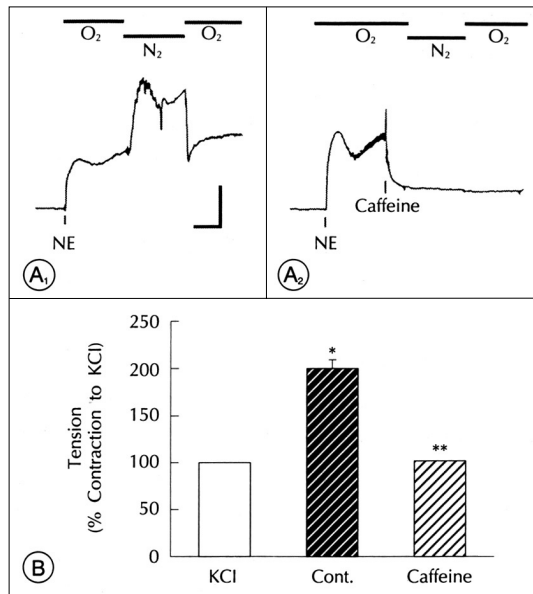 O₂ O₂
N₂
NE
A₁
O₂ O₂
N₂
Caffeine
NE
A₂
Tension
(% Contraction to KCl)
250
200
150
100
50
0
*
**
KCl Cont. Caffeine
B